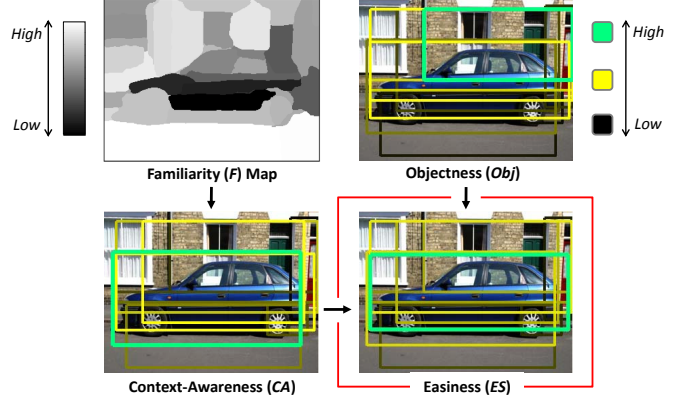 High
Low
Familiarity (F) Map
Objectness (Obj)
High
Low
Context-Awareness (CA)
Easiness (ES)